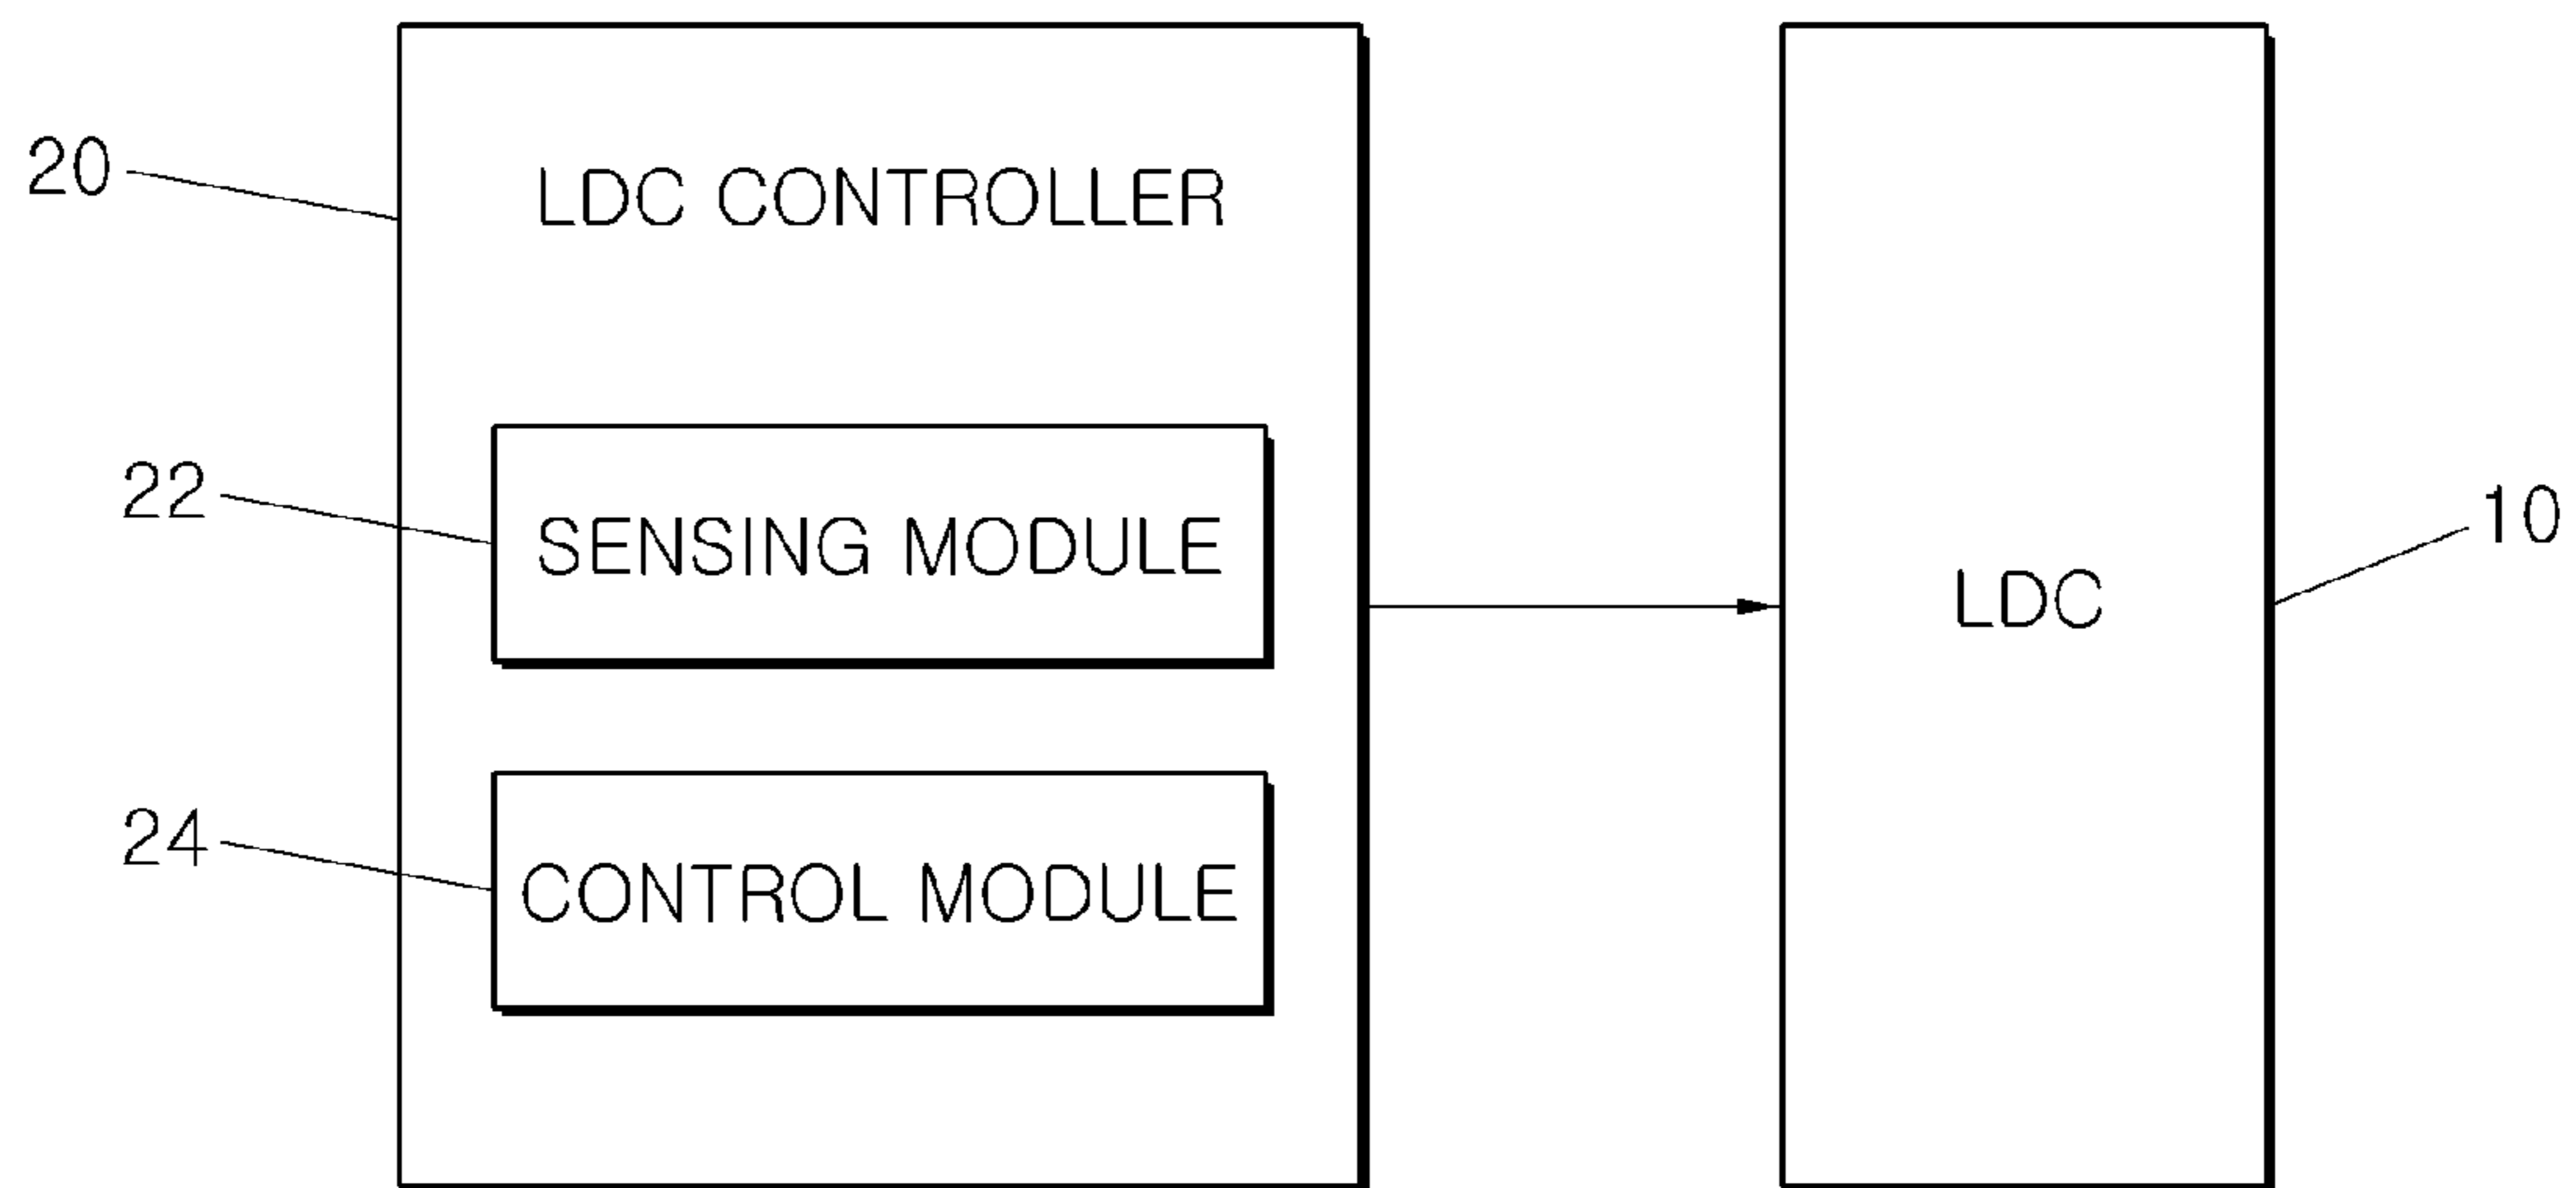 20
LDC CONTROLLER
22
SENSING MODULE
10
LDC
24
CONTROL MODULE